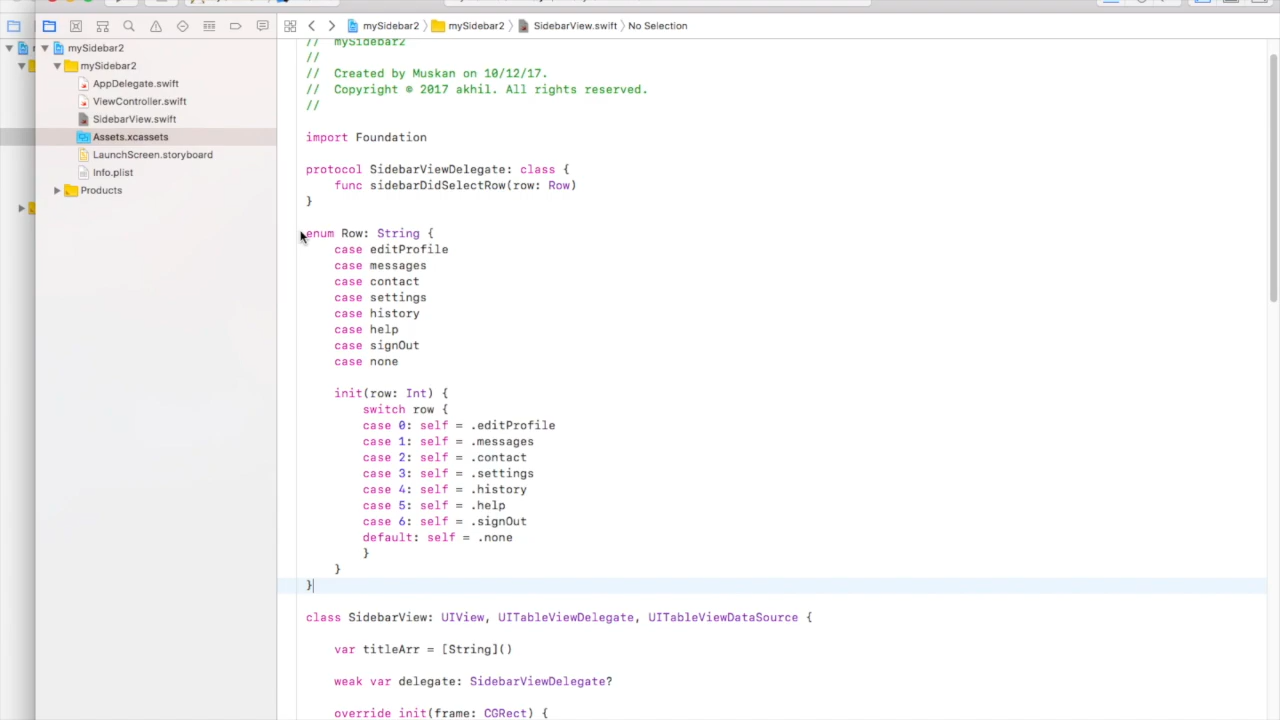 mySidebar2 〉 mySidebar2 〉 SidebarView.swift 〉 No Selection
mySidebar2
mySidebar2
AppDelegate.swift
ViewController.swift
SidebarView.swift
Assets.xcassets
LaunchScreen.storyboard
Info.plist
Products
//  mySidebar2
//
//  Created by Muskan on 10/12/17.
//  Copyright © 2017 akhil. All rights reserved.
//
import Foundation
protocol SidebarViewDelegate: class {
    func sidebarDidSelectRow(row: Row)
}
enum Row: String {
    case editProfile
    case messages
    case contact
    case settings
    case history
    case help
    case signOut
    case none
    init(row: Int) {
        switch row {
        case 0: self = .editProfile
        case 1: self = .messages
        case 2: self = .contact
        case 3: self = .settings
        case 4: self = .history
        case 5: self = .help
        case 6: self = .signOut
        default: self = .none
        }
    }
}
class SidebarView: UIView, UITableViewDelegate, UITableViewDataSource {
    var titleArr = [String]()
    weak var delegate: SidebarViewDelegate?
    override init(frame: CGRect) {